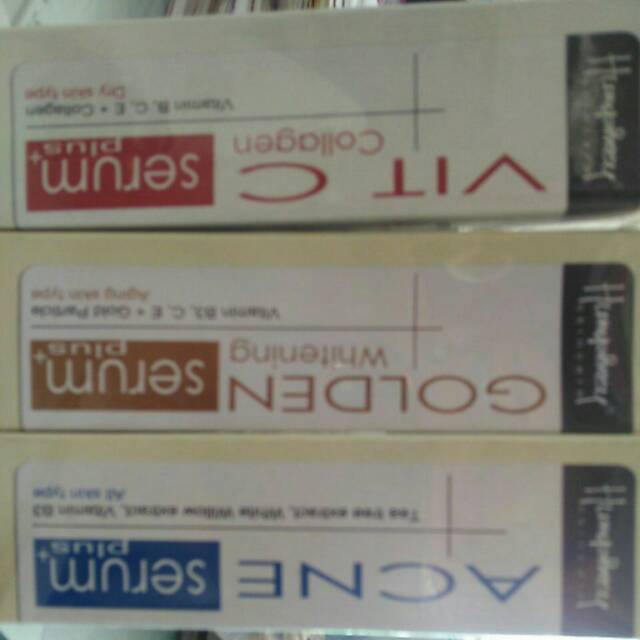 ACNE
serum+
plus
Tea tree extract, White Willow extract, Vitamin B3
All skin type
GOLDEN
Whitening
serum+
plus
Vitamin B3, C, E + Gold Particle
Aging skin type
VIT C
Collagen
serum+
plus
Vitamin B, C, E + Collagen
Dry skin type